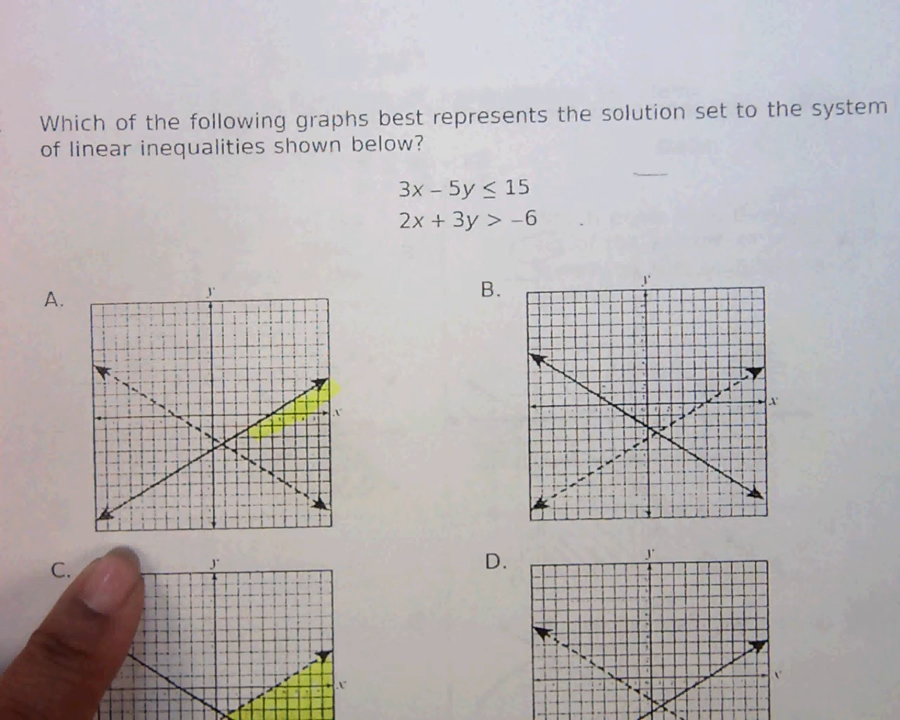 Which of the following graphs best represents the solution set to the system
of linear inequalities shown below?
3x – 5y ≤ 15
2x + 3y > –6
A.
y
x
B.
y
x
C.
y
x
D.
y
x